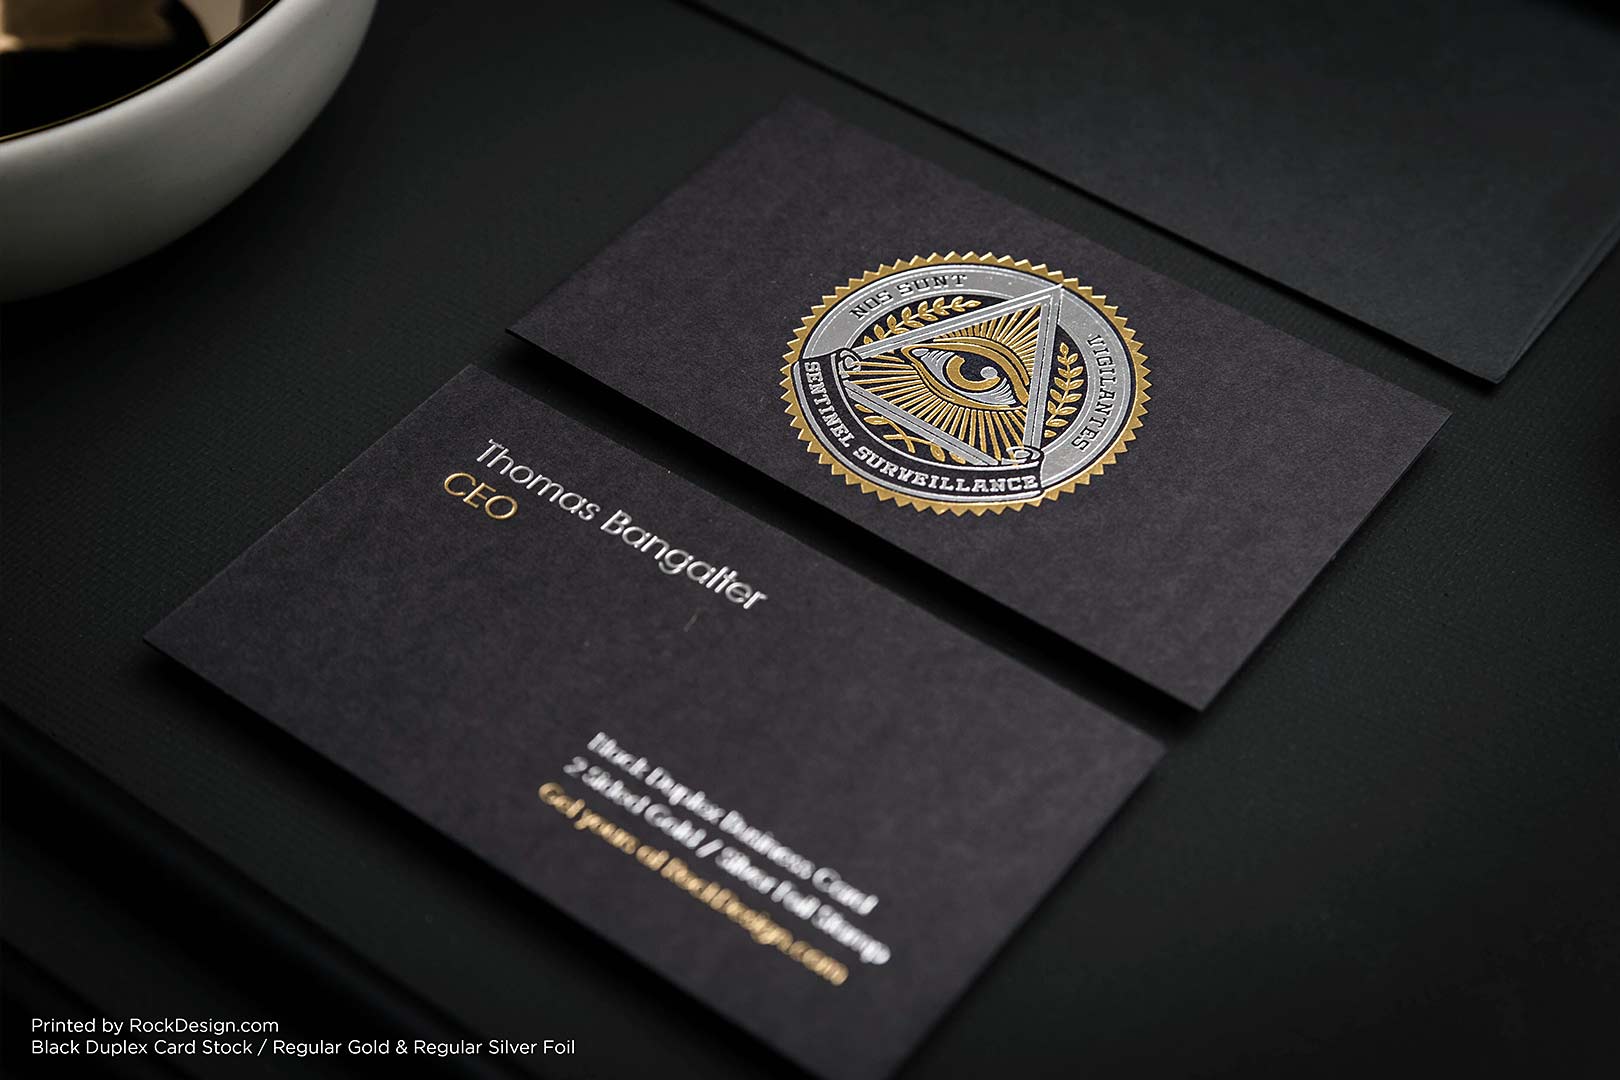 NOS SUNT VIGILANTES
SENTINEL SURVEILLANCE
Thomas Bangalter
CEO
Black Duplex Business Card
2 Sided Gold / Silver Foil Stamp
Get yours at RockDesign.com
Printed by RockDesign.com
Black Duplex Card Stock / Regular Gold & Regular Silver Foil